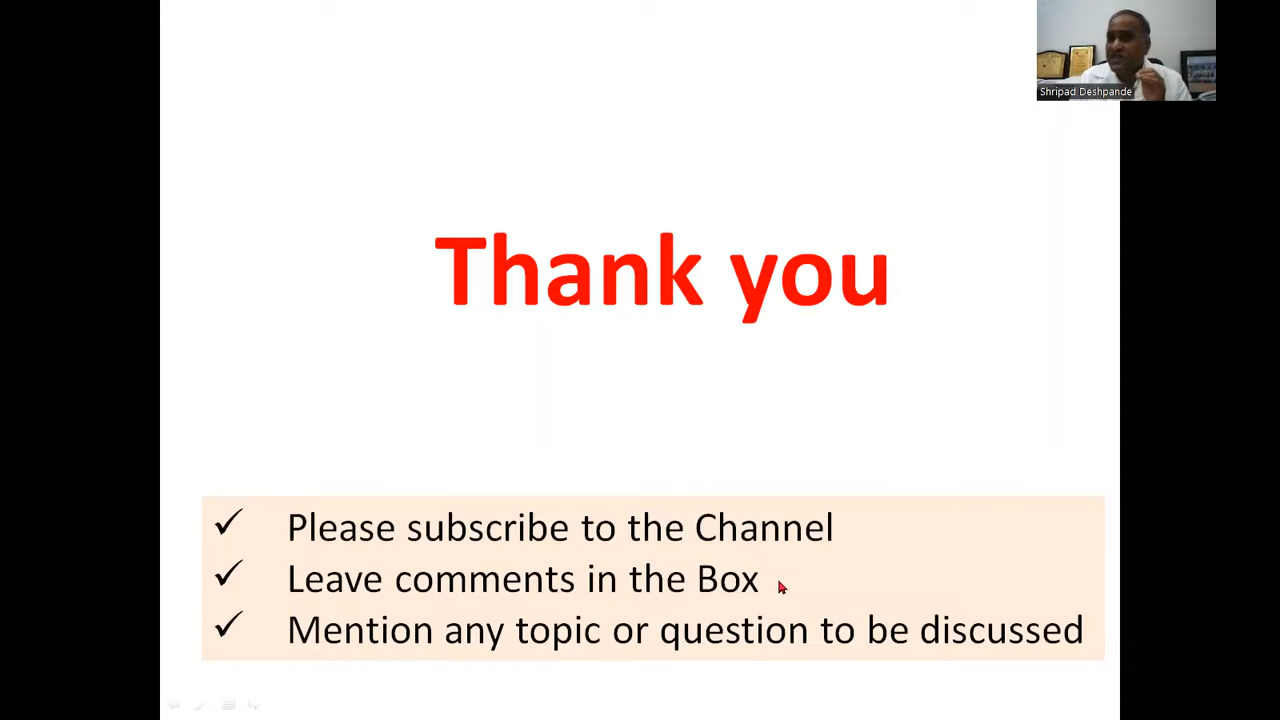 Shripad Deshpande
Thank you
✓ Please subscribe to the Channel
✓ Leave comments in the Box
✓ Mention any topic or question to be discussed